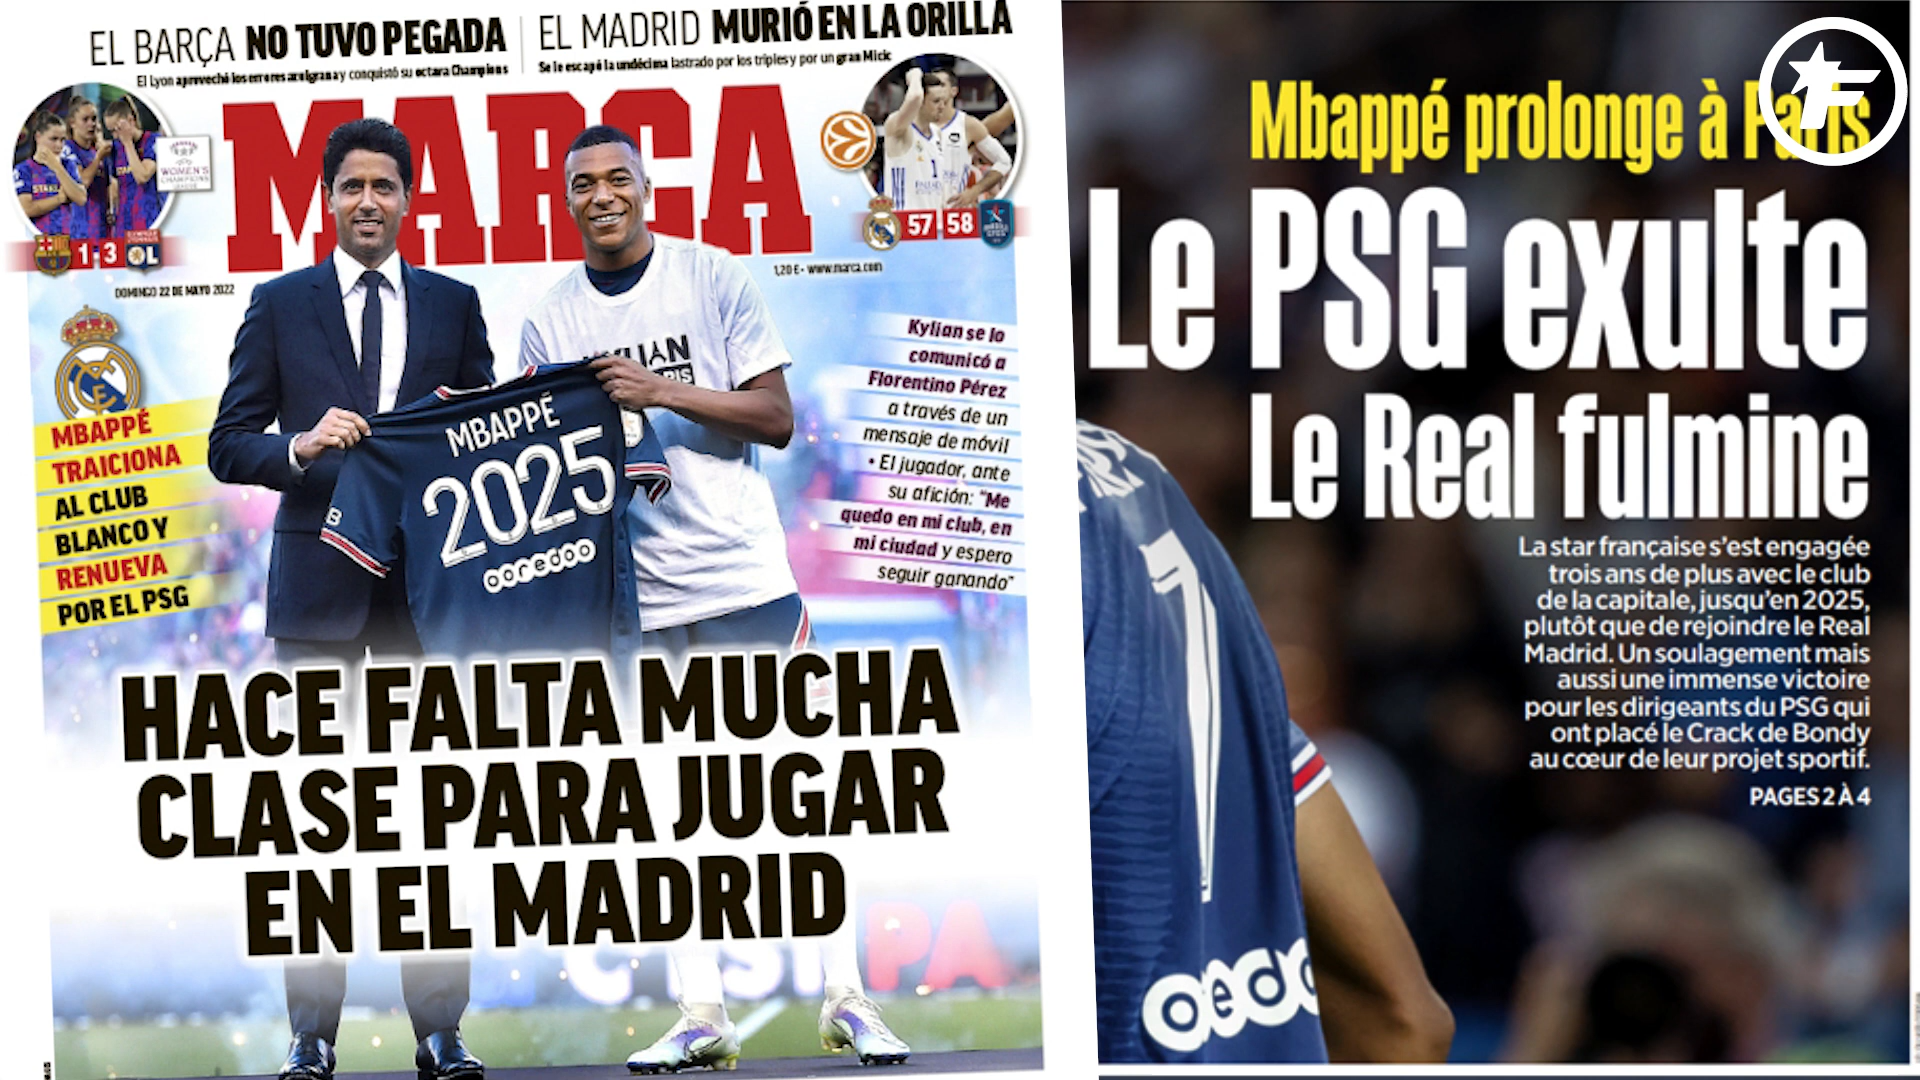 EL BARÇA NO TUVO PEGADA
El Lyon aprovechó los errores azulgrana y conquistó su octava Champions
EL MADRID MURIÓ EN LA ORILLA
Se le escapó la undécima lastrado por los triples y por un gran Micic
MARCA
WOMEN'S
CHAMPIONS
LEAGUE
1-3
OL
57-58
1,20 E • www.marca.com
DOMINGO 22 DE MAYO 2022
MBAPPÉ
TRAICIONA
AL CLUB
BLANCO Y
RENUEVA
POR EL PSG
Kylian se lo
comunicó a
Florentino Pérez
a través de un
mensaje de móvil
• El jugador, ante
su afición: "Me
quedo en mi club, en
mi ciudad y espero
seguir ganando"
MBAPPÉ
2025
ooredoo
HACE FALTA MUCHA
CLASE PARA JUGAR
EN EL MADRID
Mbappé prolonge à Paris
Le PSG exulte
Le Real fulmine
La star française s'est engagée
trois ans de plus avec le club
de la capitale, jusqu'en 2025,
plutôt que de rejoindre le Real
Madrid. Un soulagement mais
aussi une immense victoire
pour les dirigeants du PSG qui
ont placé le Crack de Bondy
au cœur de leur projet sportif.
PAGES 2 À 4
7